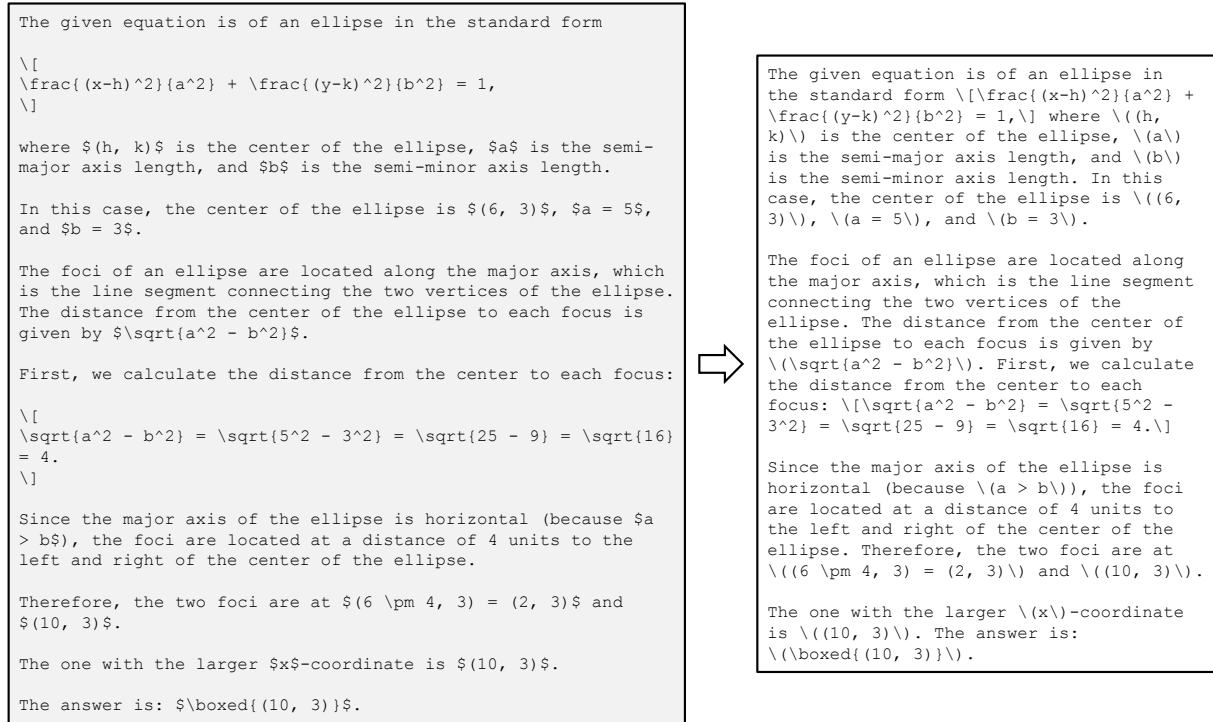 The given equation is of an ellipse in the standard form
\[
\frac{(x-h)^2}{a^2} + \frac{(y-k)^2}{b^2} = 1,
\]
where $(h, k)$ is the center of the ellipse, $a$ is the semi-
major axis length, and $b$ is the semi-minor axis length.
In this case, the center of the ellipse is $(6, 3)$, $a = 5$,
and $b = 3$.
The foci of an ellipse are located along the major axis, which
is the line segment connecting the two vertices of the ellipse.
The distance from the center of the ellipse to each focus is
given by $\sqrt{a^2 - b^2}$.
First, we calculate the distance from the center to each focus:
\[
\sqrt{a^2 - b^2} = \sqrt{5^2 - 3^2} = \sqrt{25 - 9} = \sqrt{16}
= 4.
\]
Since the major axis of the ellipse is horizontal (because $a
> b$), the foci are located at a distance of 4 units to the
left and right of the center of the ellipse.
Therefore, the two foci are at $(6 \pm 4, 3) = (2, 3)$ and
$(10, 3)$.
The one with the larger $x$-coordinate is $(10, 3)$.
The answer is: $\boxed{(10, 3)}$.
The given equation is of an ellipse in
the standard form \[\frac{(x-h)^2}{a^2} +
\frac{(y-k)^2}{b^2} = 1,\] where \((h,
k)\) is the center of the ellipse, \(a\)
is the semi-major axis length, and \(b\)
is the semi-minor axis length. In this
case, the center of the ellipse is \((6,
3)\), \(a = 5\), and \(b = 3\).
The foci of an ellipse are located along
the major axis, which is the line segment
connecting the two vertices of the
ellipse. The distance from the center of
the ellipse to each focus is given by
\(\sqrt{a^2 - b^2}\). First, we calculate
the distance from the center to each
focus: \[\sqrt{a^2 - b^2} = \sqrt{5^2 -
3^2} = \sqrt{25 - 9} = \sqrt{16} = 4.\]
Since the major axis of the ellipse is
horizontal (because \(a > b\)), the foci
are located at a distance of 4 units to
the left and right of the center of the
ellipse. Therefore, the two foci are at
\((6 \pm 4, 3) = (2, 3)\) and \((10, 3)\).
The one with the larger \(x\)-coordinate
is \((10, 3)\). The answer is:
\(\boxed{(10, 3)}\).